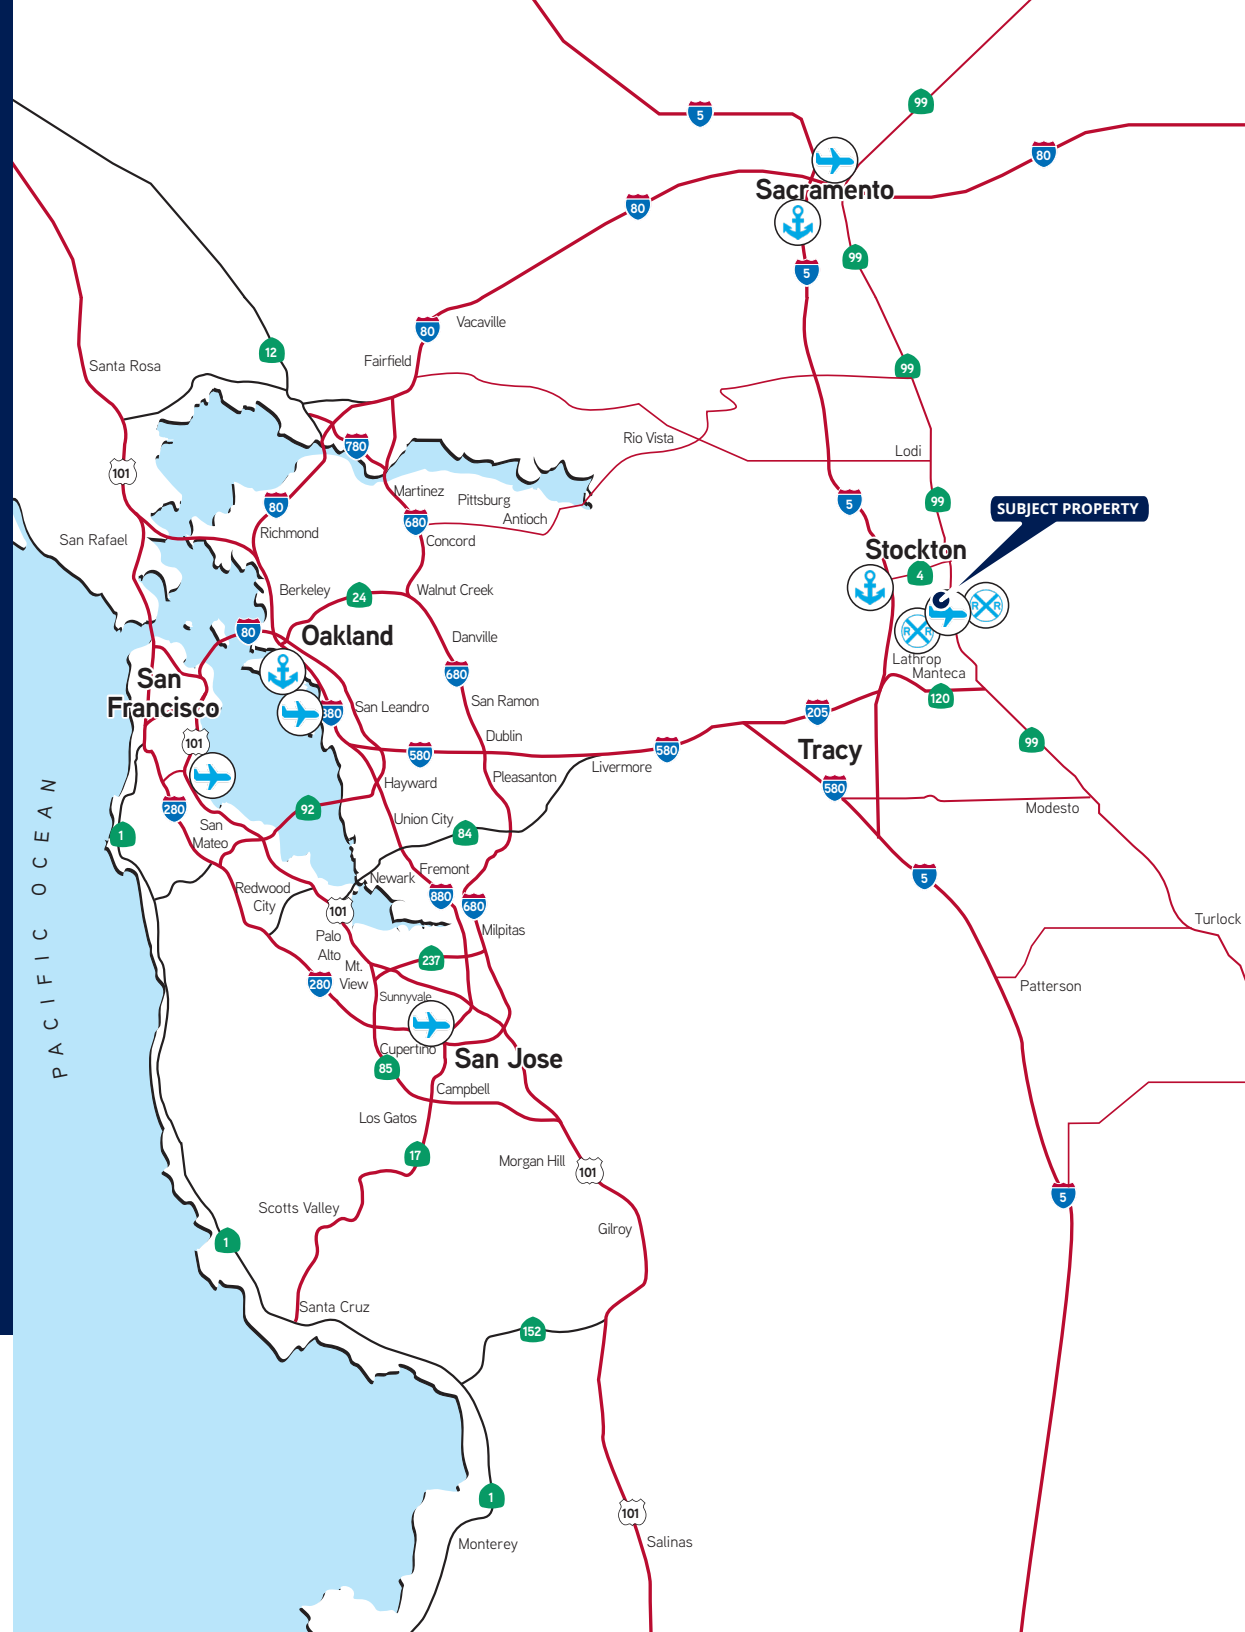 99
5
80
Sacramento
80
99
5
Vacaville
80
12
Fairfield
Santa Rosa
99
Rio Vista
780
Lodi
101
Martinez
Pittsburg
80
5
99
SUBJECT PROPERTY
Antioch
680
Richmond
San Rafael
Concord
Stockton
4
Berkeley
24
Walnut Creek
R R
80
Oakland
Danville
R R
Lathrop
Manteca
680
San
Francisco
San Ramon
120
880
San Leandro
205
Dublin
101
580
580
Tracy
99
Livermore
Pleasanton
Hayward
580
280
92
Modesto
Union City
San
Mateo
1
84
PACIFIC OCEAN
Fremont
Newark
5
Redwood
City
880
680
101
Turlock
Palo
Alto
Milpitas
237
Mt.
View
280
Patterson
Sunnyvale
Cupertino
San Jose
85
Campbell
Los Gatos
17
Morgan Hill
101
5
Scotts Valley
Gilroy
1
Santa Cruz
152
1
101
Monterey
Salinas